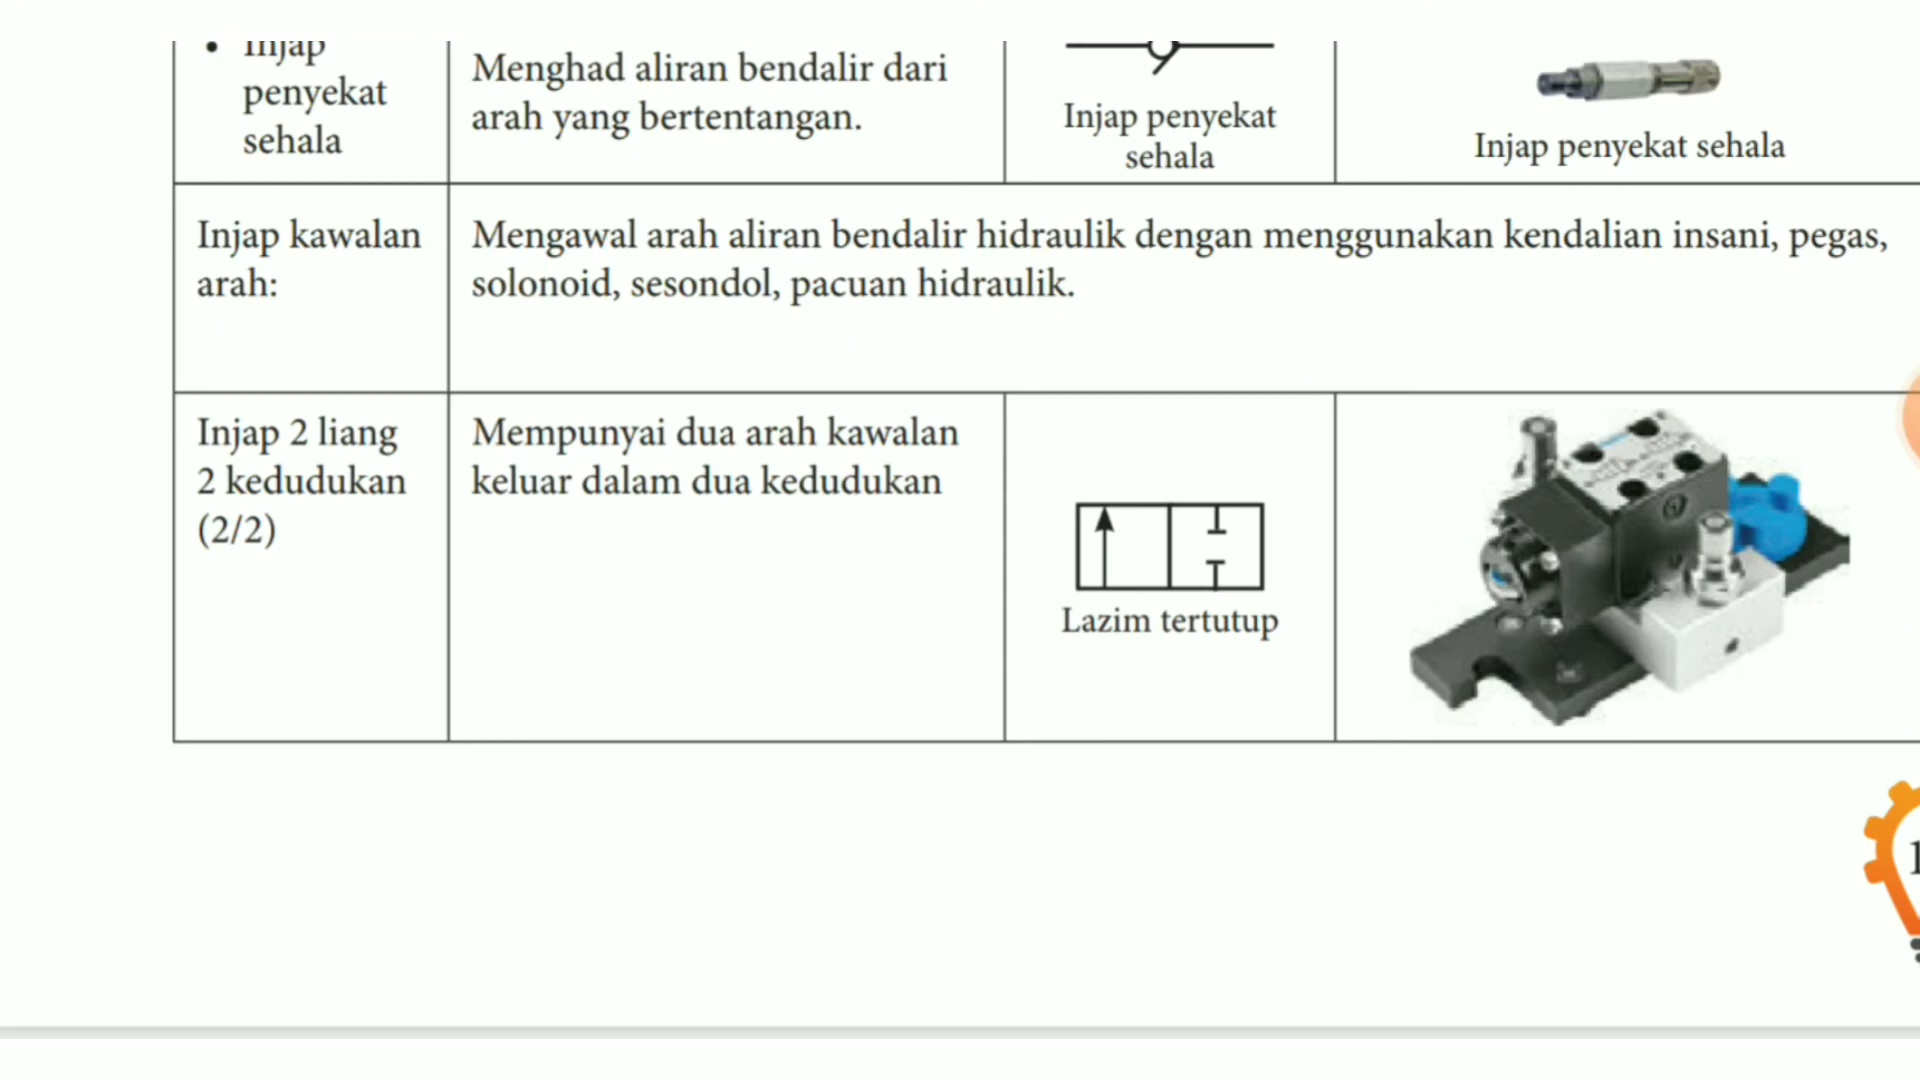 • Injap
penyekat
sehala
Menghad aliran bendalir dari
arah yang bertentangan.
Injap penyekat
sehala
Injap penyekat sehala
Injap kawalan
arah:
Mengawal arah aliran bendalir hidraulik dengan menggunakan kendalian insani, pegas,
solonoid, sesondol, pacuan hidraulik.
Injap 2 liang
2 kedudukan
(2/2)
Mempunyai dua arah kawalan
keluar dalam dua kedudukan
Lazim tertutup